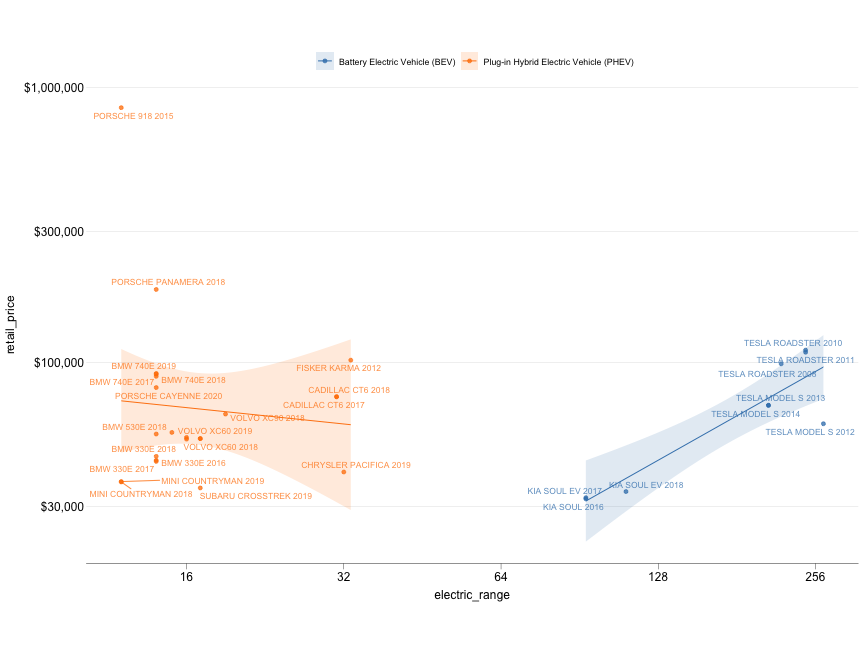 Battery Electric Vehicle (BEV) Plug-in Hybrid Electric Vehicle (PHEV)
$1,000,000
PORSCHE 918 2015
$300,000
PORSCHE PANAMERA 2018
retail_price
TESLA ROADSTER 2010
$100,000
TESLA ROADSTER 2011
BMW 740E 2019
FISKER KARMA 2012
TESLA ROADSTER 2008
BMW 740E 2017
BMW 740E 2018
CADILLAC CT6 2018
PORSCHE CAYENNE 2020
TESLA MODEL S 2013
CADILLAC CT6 2017
TESLA MODEL S 2014
VOLVO XC90 2018
BMW 530E 2018
VOLVO XC60 2019
TESLA MODEL S 2012
VOLVO XC60 2018
BMW 330E 2018
BMW 330E 2016
CHRYSLER PACIFICA 2019
BMW 330E 2017
MINI COUNTRYMAN 2019
KIA SOUL EV 2018
KIA SOUL EV 2017
MINI COUNTRYMAN 2018
SUBARU CROSSTREK 2019
$30,000
KIA SOUL 2016
16 32 64 128 256
electric_range